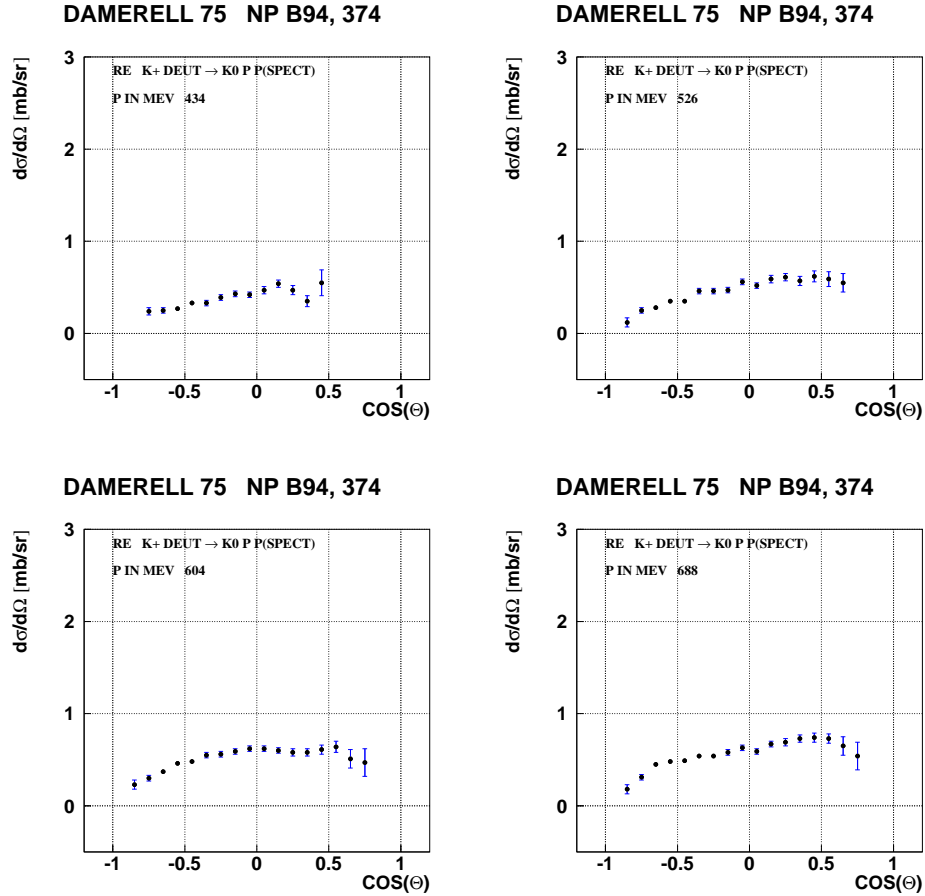 DAMERELL 75 NP B94, 374
dσ/dΩ [mb/sr]
3
2
1
0
RE K+ DEUT → K0 P P(SPECT)
P IN MEV 434
-1 -0.5 0 0.5 1
COS(Θ)
DAMERELL 75 NP B94, 374
dσ/dΩ [mb/sr]
3
2
1
0
RE K+ DEUT → K0 P P(SPECT)
P IN MEV 526
-1 -0.5 0 0.5 1
COS(Θ)
DAMERELL 75 NP B94, 374
dσ/dΩ [mb/sr]
3
2
1
0
RE K+ DEUT → K0 P P(SPECT)
P IN MEV 604
-1 -0.5 0 0.5 1
COS(Θ)
DAMERELL 75 NP B94, 374
dσ/dΩ [mb/sr]
3
2
1
0
RE K+ DEUT → K0 P P(SPECT)
P IN MEV 688
-1 -0.5 0 0.5 1
COS(Θ)